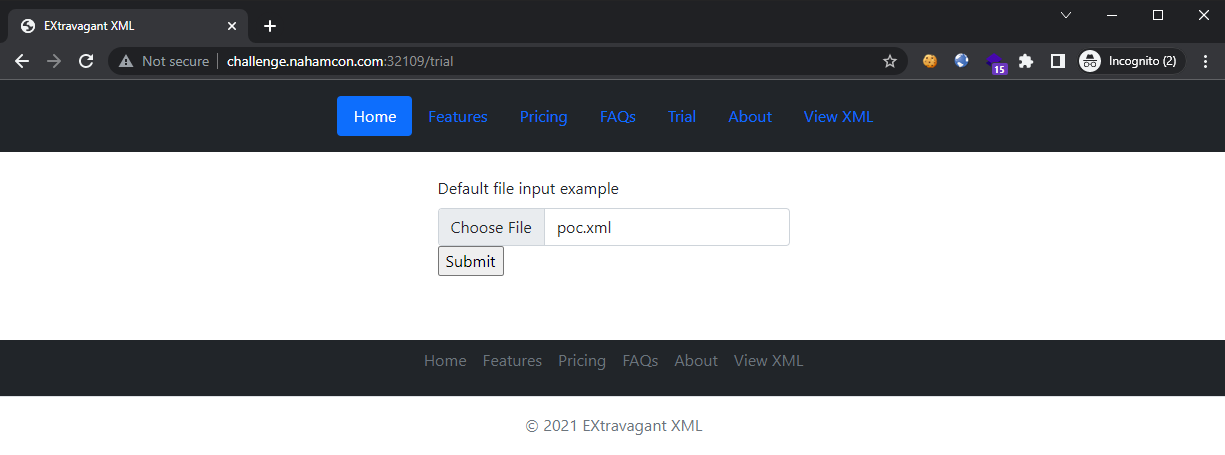 EXtravagant XML
Not secure challenge.nahamcon.com:32109/trial 15 Incognito (2)
Home Features Pricing FAQs Trial About View XML
Default file input example
Choose File poc.xml
Submit
Home Features Pricing FAQs About View XML
© 2021 EXtravagant XML